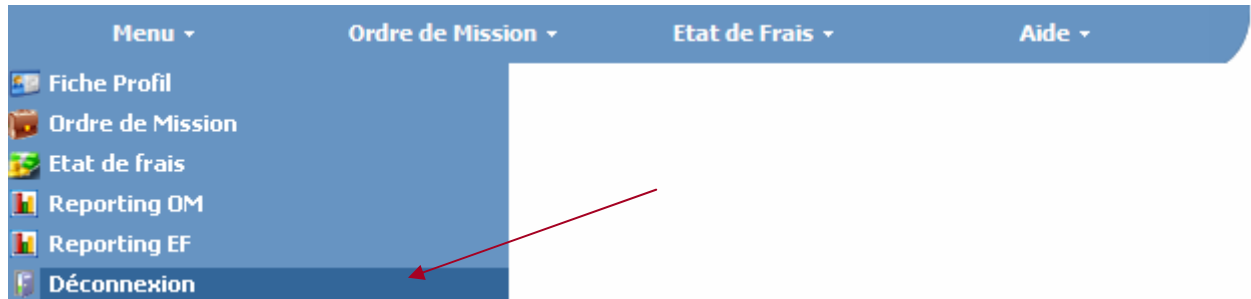 Menu Ordre de Mission Etat de Frais Aide
Fiche Profil
Ordre de Mission
Etat de frais
Reporting OM
Reporting EF
Déconnexion